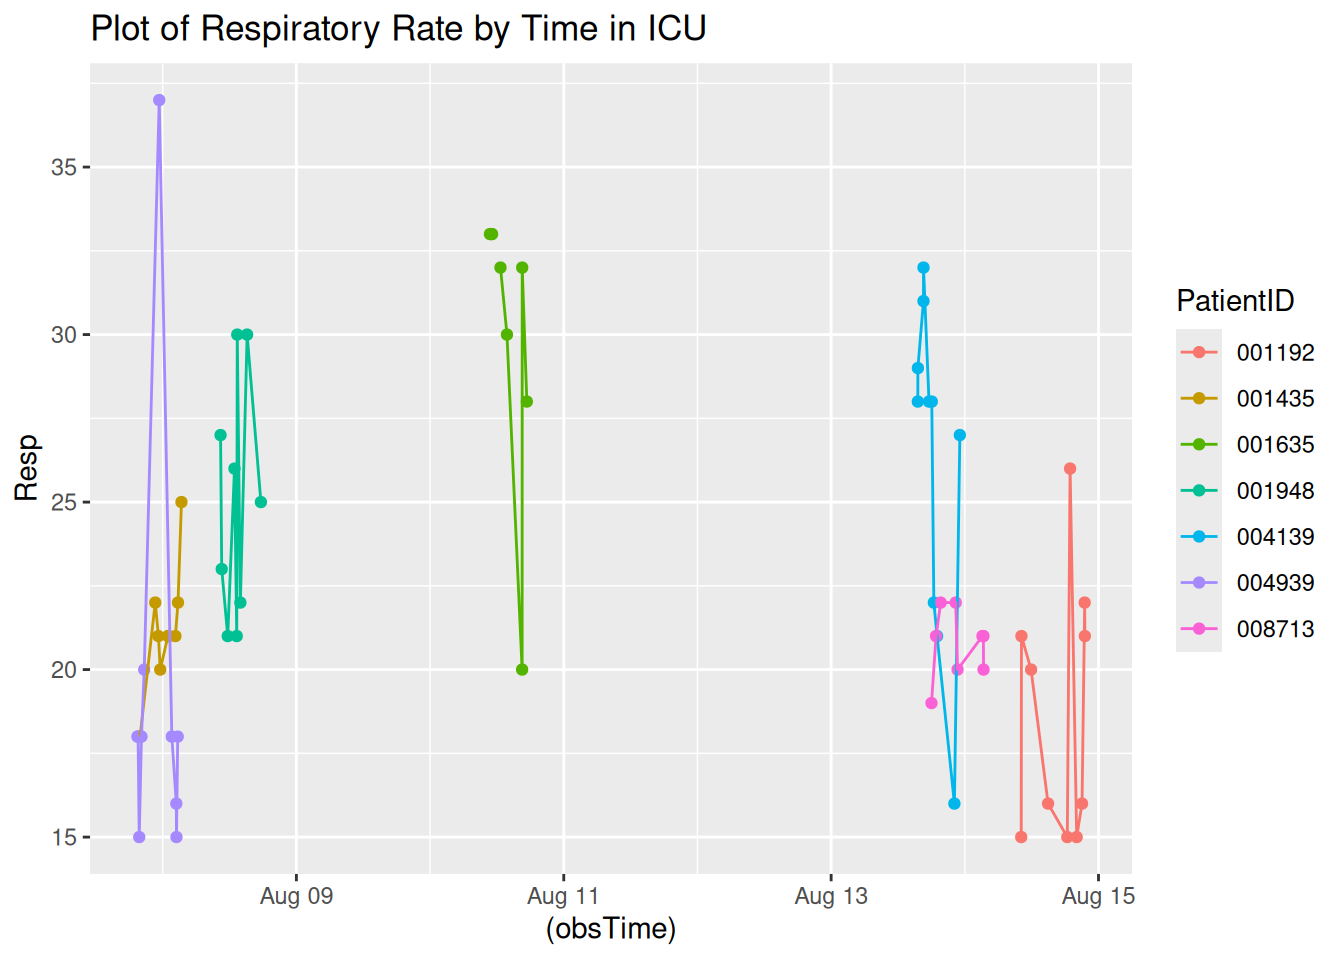 Plot of Respiratory Rate by Time in ICU
35
30
25
20
15
Resp
Aug 09
Aug 11
Aug 13
Aug 15
(obsTime)
PatientID
001192
001435
001635
001948
004139
004939
008713